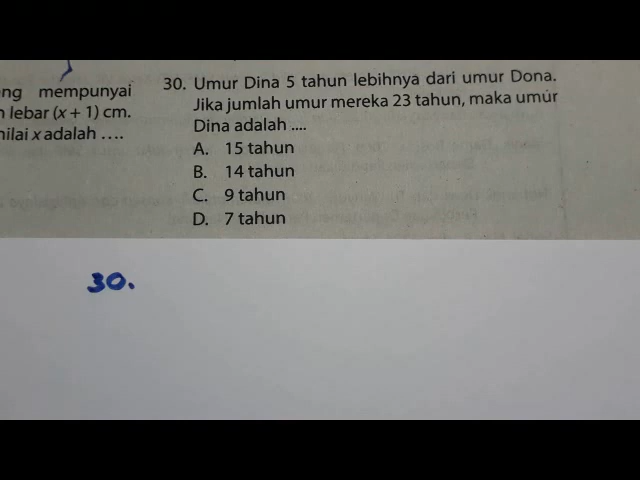 ng mempunyai
lebar (x + 1) cm.
nilai x adalah ....
30. Umur Dina 5 tahun lebihnya dari umur Dona.
Jika jumlah umur mereka 23 tahun, maka umur
Dina adalah ....
A. 15 tahun
B. 14 tahun
C. 9 tahun
D. 7 tahun
30.